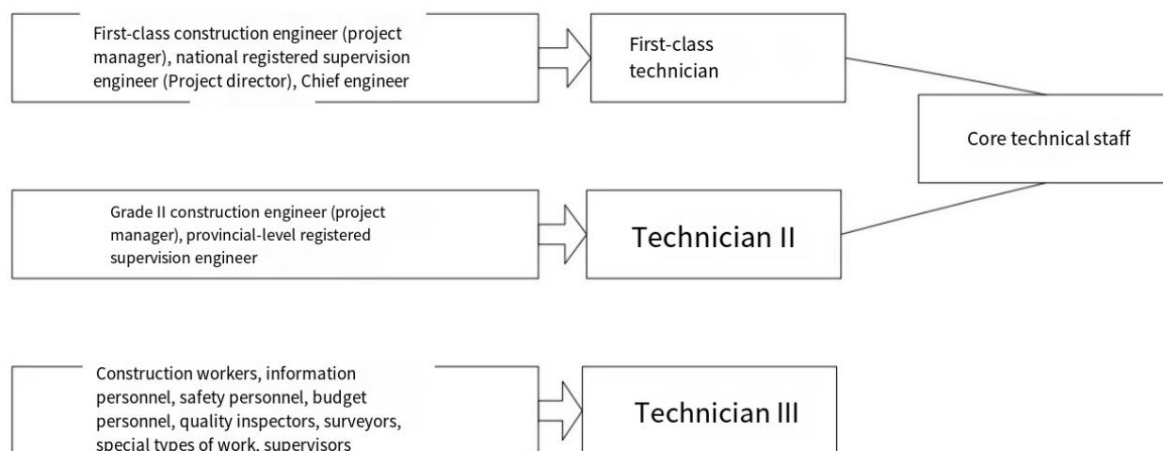 First-class construction engineer (project
manager), national registered supervision
engineer (Project director), Chief engineer
First-class
technician
Core technical staff
Grade II construction engineer (project
manager), provincial-level registered
supervision engineer
Technician II
Construction workers, information
personnel, safety personnel, budget
personnel, quality inspectors, surveyors,
special types of work, supervisors
Technician III